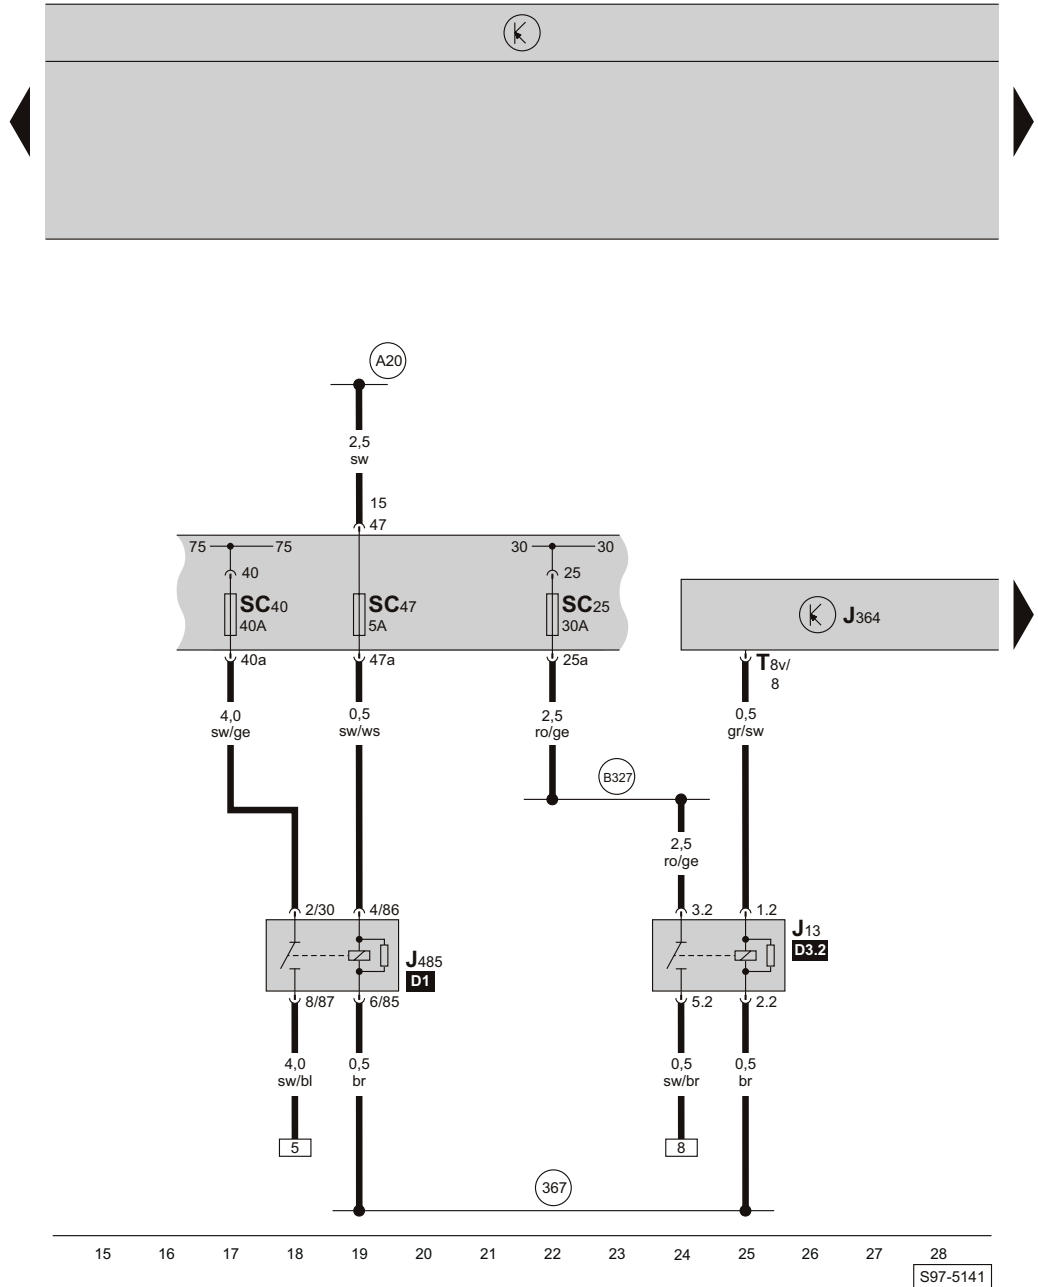 A20
2,5
sw
15
47
75 75 30 30
40 25
SC40 SC47 SC25
40A 5A 30A
J364
40a 47a 25a T8v/
8
4,0 0,5 2,5 0,5
sw/ge sw/ws ro/ge gr/sw
B327
2,5
ro/ge
2/30 4/86 3.2 1.2
J13
D3.2
J485
D1
8/87 6/85 5.2 2.2
4,0 0,5 0,5 0,5
sw/bl br sw/br br
5 8
367
15 16 17 18 19 20 21 22 23 24 25 26 27 28
S97-5141